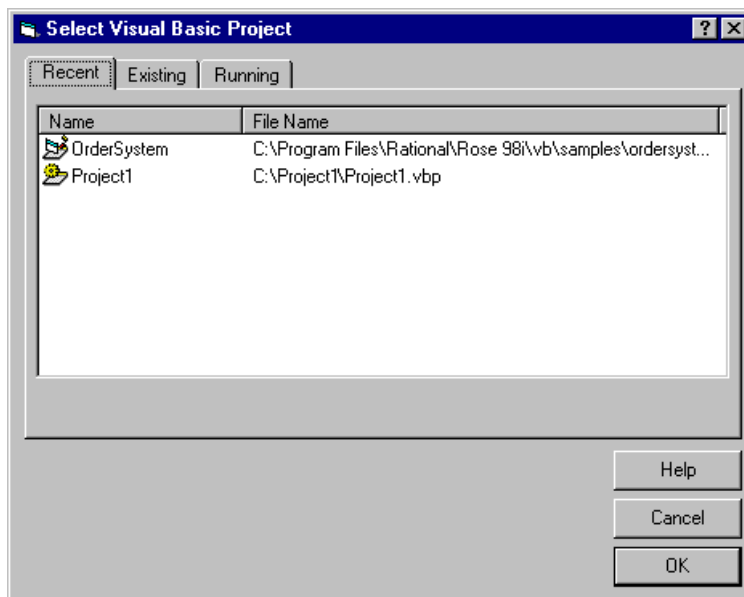 Select Visual Basic Project
Recent Existing Running
Name File Name
OrderSystem C:\Program Files\Rational\Rose 98i\vb\samples\ordersyst...
Project1 C:\Project1\Project1.vbp
Help
Cancel
OK